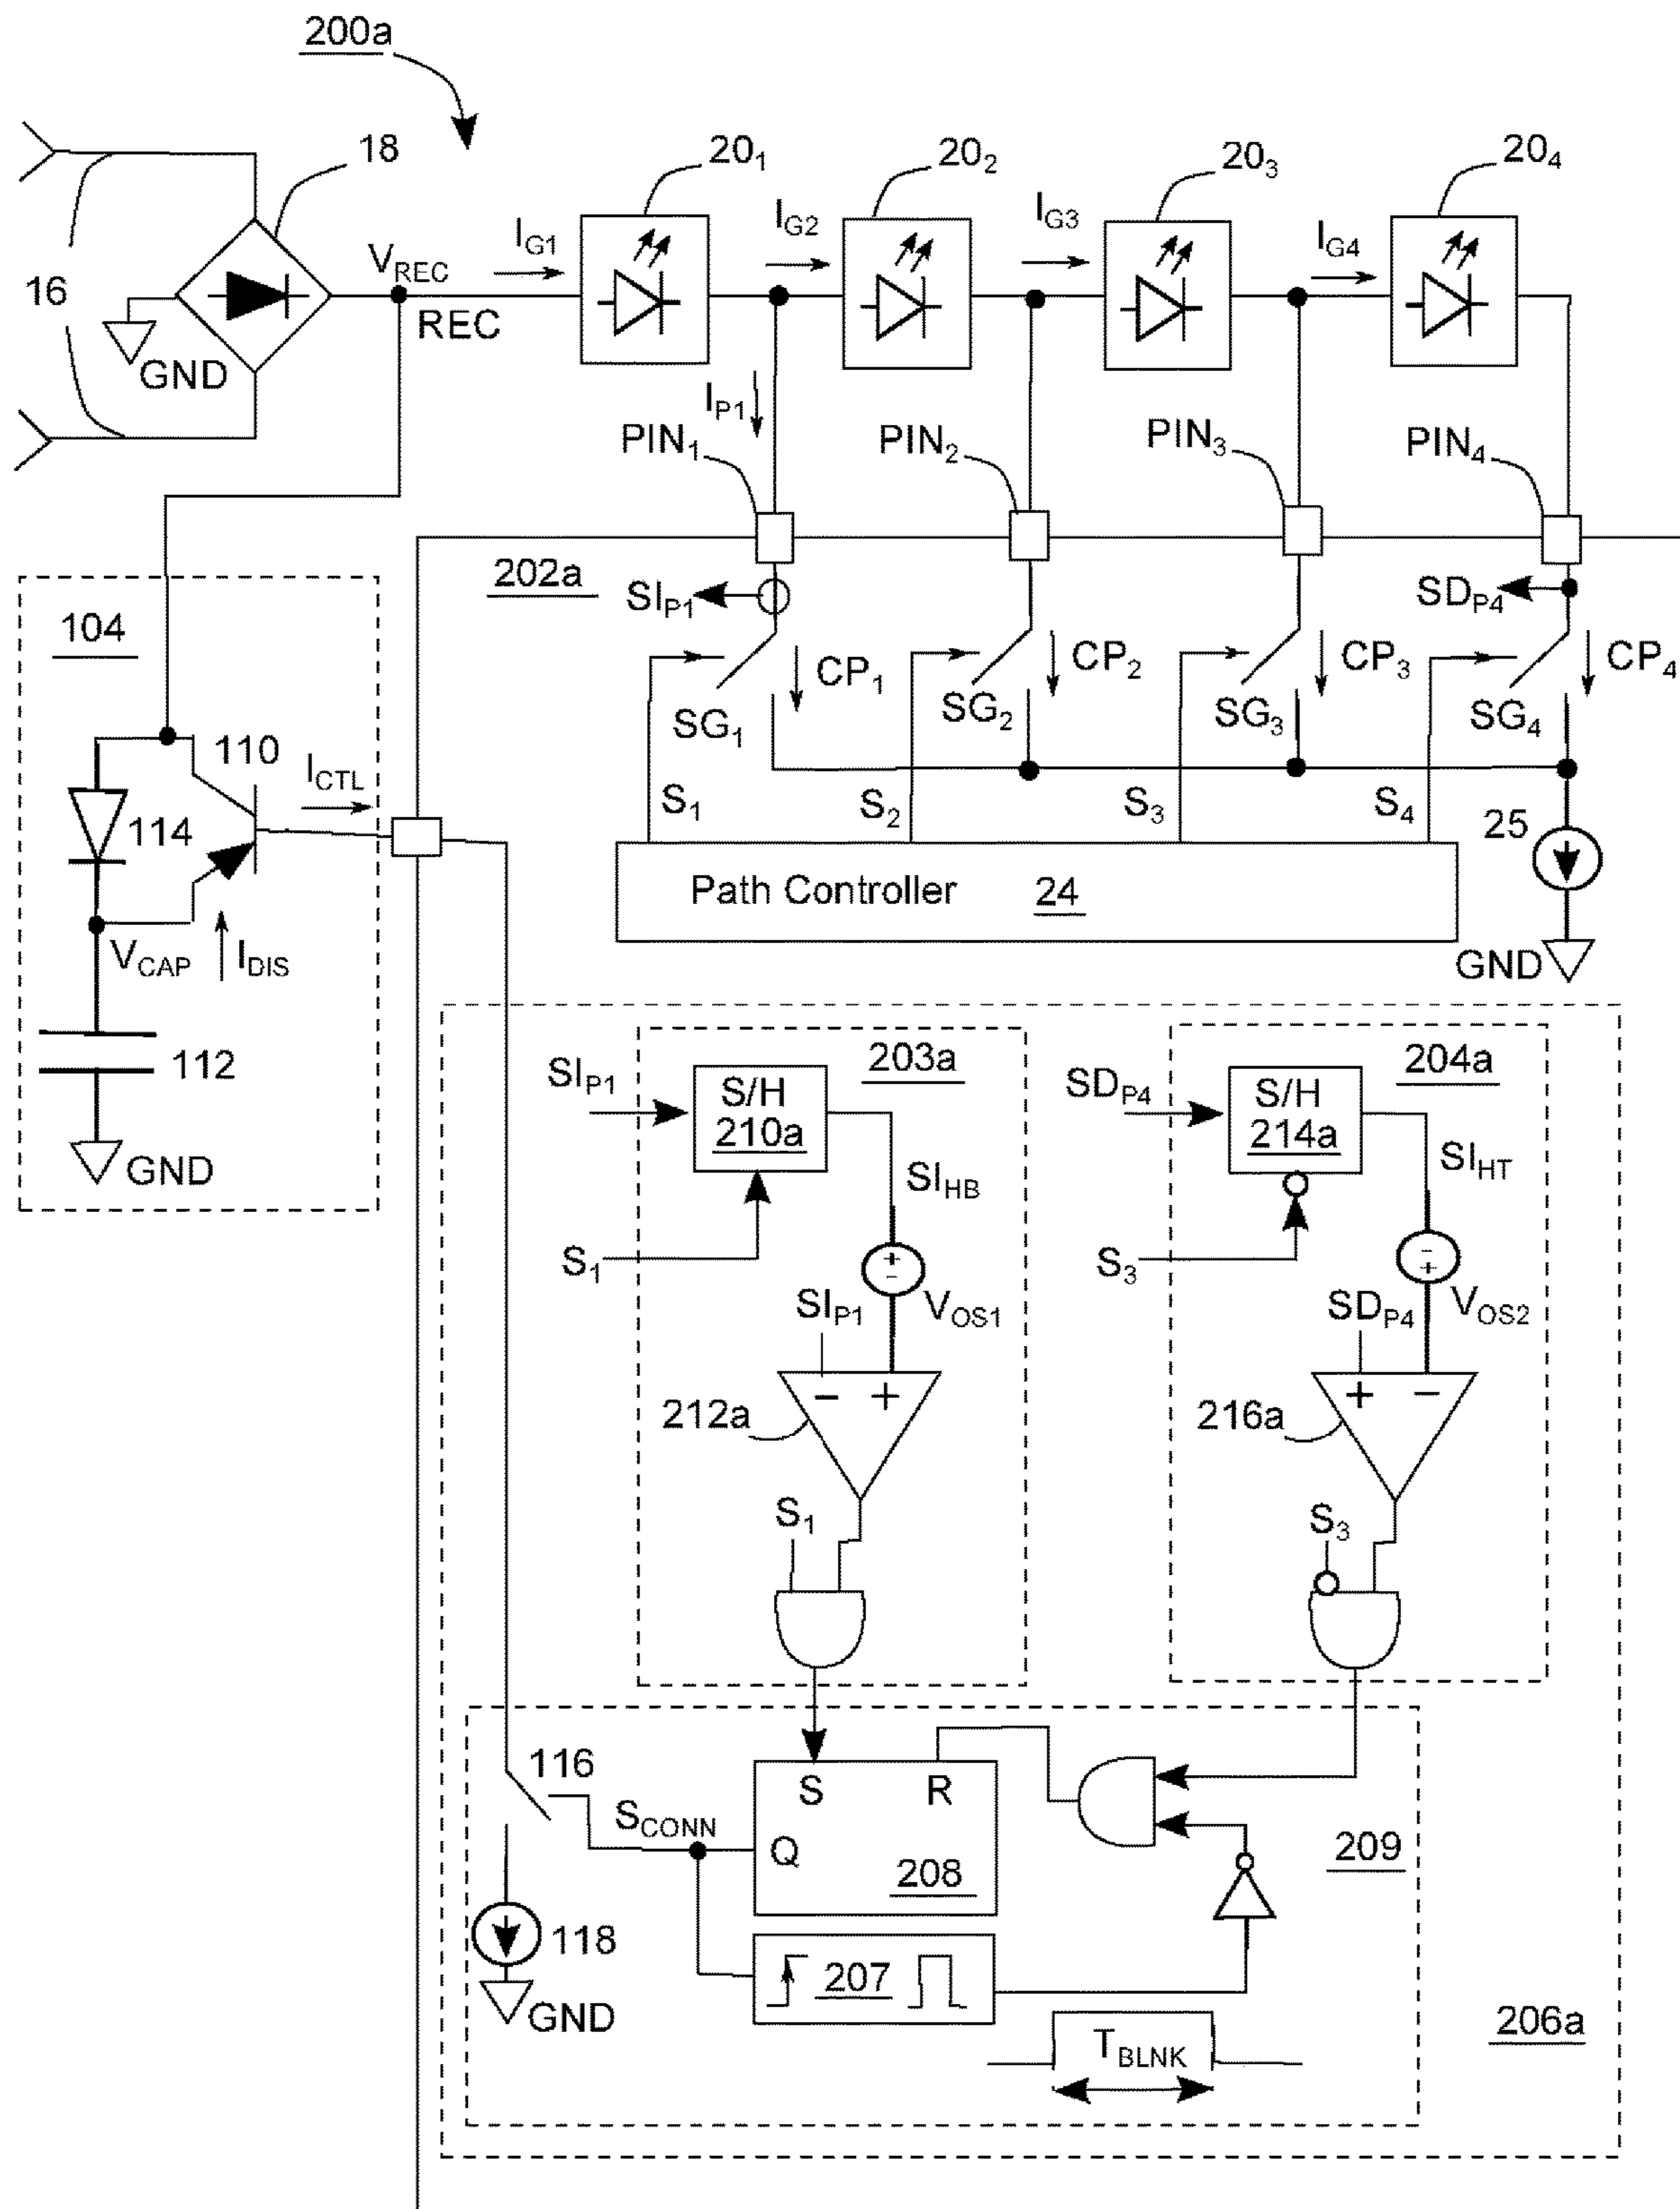 200a
18
20₁
20₂
20₃
20₄
16
V_REC
I_G1
I_G2
I_G3
I_G4
REC
GND
I_P1
PIN₁
PIN₂
PIN₃
PIN₄
202a
SI_P1
SD_P4
104
CP₁
CP₂
CP₃
CP₄
SG₁
SG₂
SG₃
SG₄
110
I_CTL
114
S₁
S₂
S₃
S₄
25
Path Controller 24
V_CAP
I_DIS
GND
112
GND
203a
204a
SI_P1
S/H
210a
SD_P4
S/H
214a
SI_HB
SI_HT
S₁
S₃
+
-
-
+
SI_P1
V_OS1
SD_P4
V_OS2
− +
+ −
212a
216a
S₁
S₃
116
S R
S_CONN
Q
208
209
118
207
GND
206a
T_BLNK